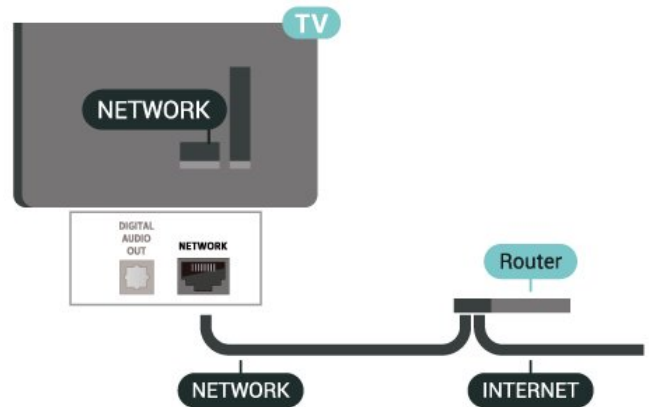 TV
NETWORK
DIGITAL
AUDIO
OUT
NETWORK
Router
NETWORK
INTERNET